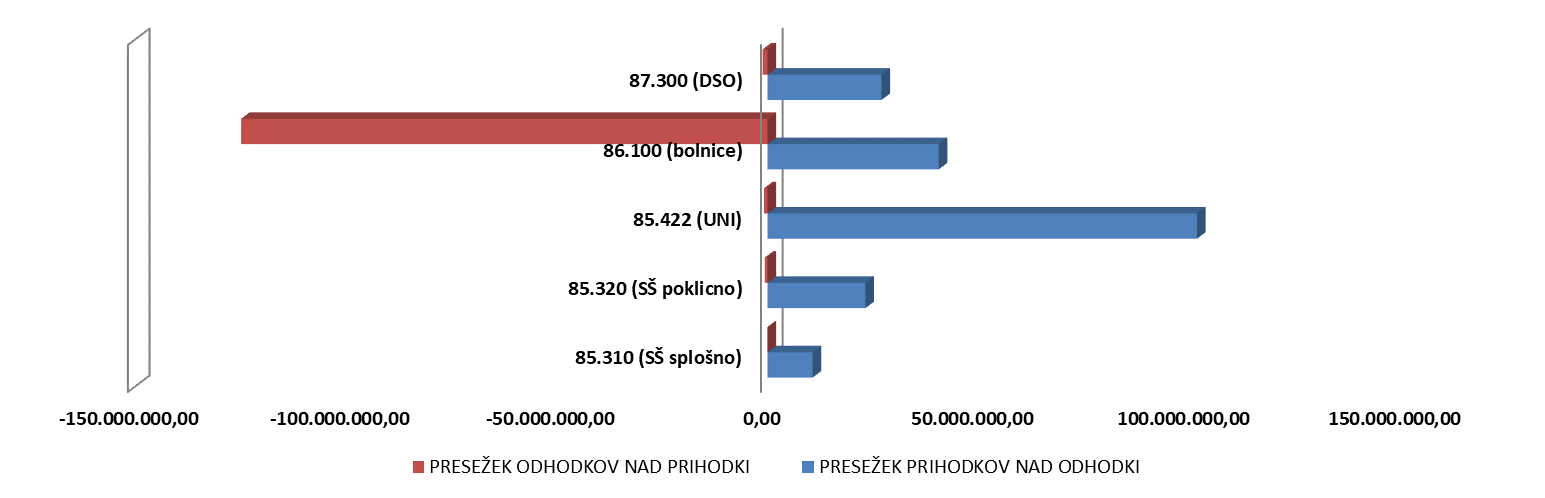 87.300 (DSO)
86.100 (bolnice)
85.422 (UNI)
85.320 (SŠ poklicno)
85.310 (SŠ splošno)
-150.000.000,00 -100.000.000,00 -50.000.000,00 0,00 50.000.000,00 100.000.000,00 150.000.000,00
PRESEŽEK ODHODKOV NAD PRIHODKI PRESEŽEK PRIHODKOV NAD ODHODKI